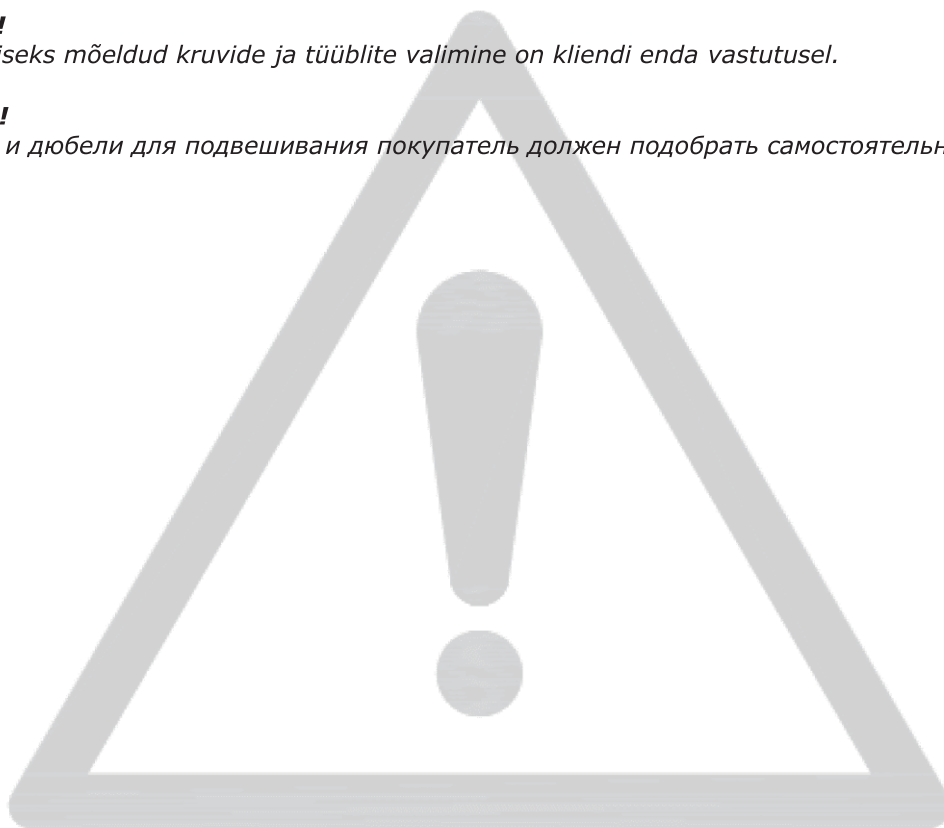 !
iseks mõeldud kruvide ja tüüblite valimine on kliendi enda vastutusel.
!
и дюбели для подвешивания покупатель должен подобрать самостоятельн